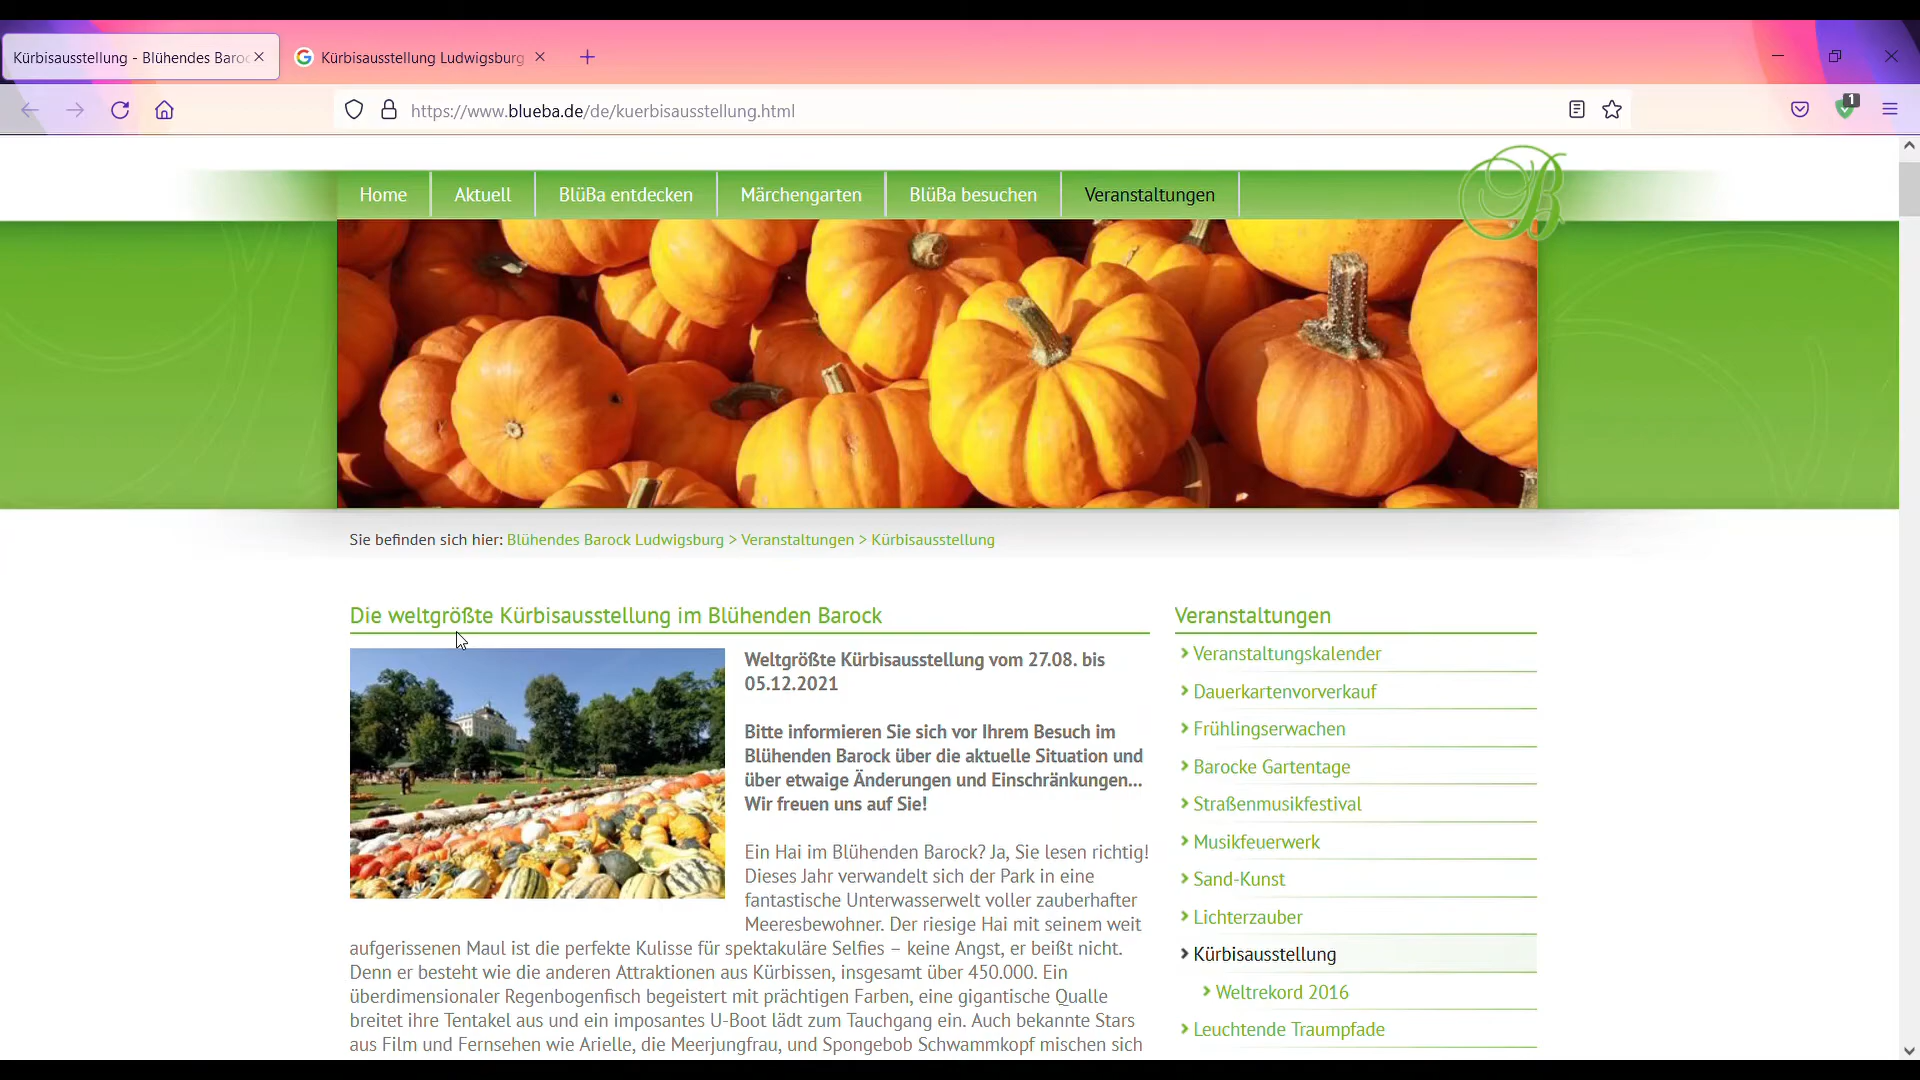 Kürbisausstellung - Blühendes Baroc
Kürbisausstellung Ludwigsburg
https://www.blueba.de/de/kuerbisausstellung.html
1
Home
Aktuell
BlüBa entdecken
Märchengarten
BlüBa besuchen
Veranstaltungen
B
Sie befinden sich hier: Blühendes Barock Ludwigsburg > Veranstaltungen > Kürbisausstellung
Die weltgrößte Kürbisausstellung im Blühenden Barock
Weltgrößte Kürbisausstellung vom 27.08. bis
05.12.2021
Bitte informieren Sie sich vor Ihrem Besuch im
Blühenden Barock über die aktuelle Situation und
über etwaige Änderungen und Einschränkungen...
Wir freuen uns auf Sie!
Ein Hai im Blühenden Barock? Ja, Sie lesen richtig!
Dieses Jahr verwandelt sich der Park in eine
fantastische Unterwasserwelt voller zauberhafter
Meeresbewohner. Der riesige Hai mit seinem weit
aufgerissenen Maul ist die perfekte Kulisse für spektakuläre Selfies – keine Angst, er beißt nicht.
Denn er besteht wie die anderen Attraktionen aus Kürbissen, insgesamt über 450.000. Ein
überdimensionaler Regenbogenfisch begeistert mit prächtigen Farben, eine gigantische Qualle
breitet ihre Tentakel aus und ein imposantes U-Boot lädt zum Tauchgang ein. Auch bekannte Stars
aus Film und Fernsehen wie Arielle, die Meerjungfrau, und Spongebob Schwammkopf mischen sich
Veranstaltungen
Veranstaltungskalender
Dauerkartenvorverkauf
Frühlingserwachen
Barocke Gartentage
Straßenmusikfestival
Musikfeuerwerk
Sand-Kunst
Lichterzauber
Kürbisausstellung
Weltrekord 2016
Leuchtende Traumpfade